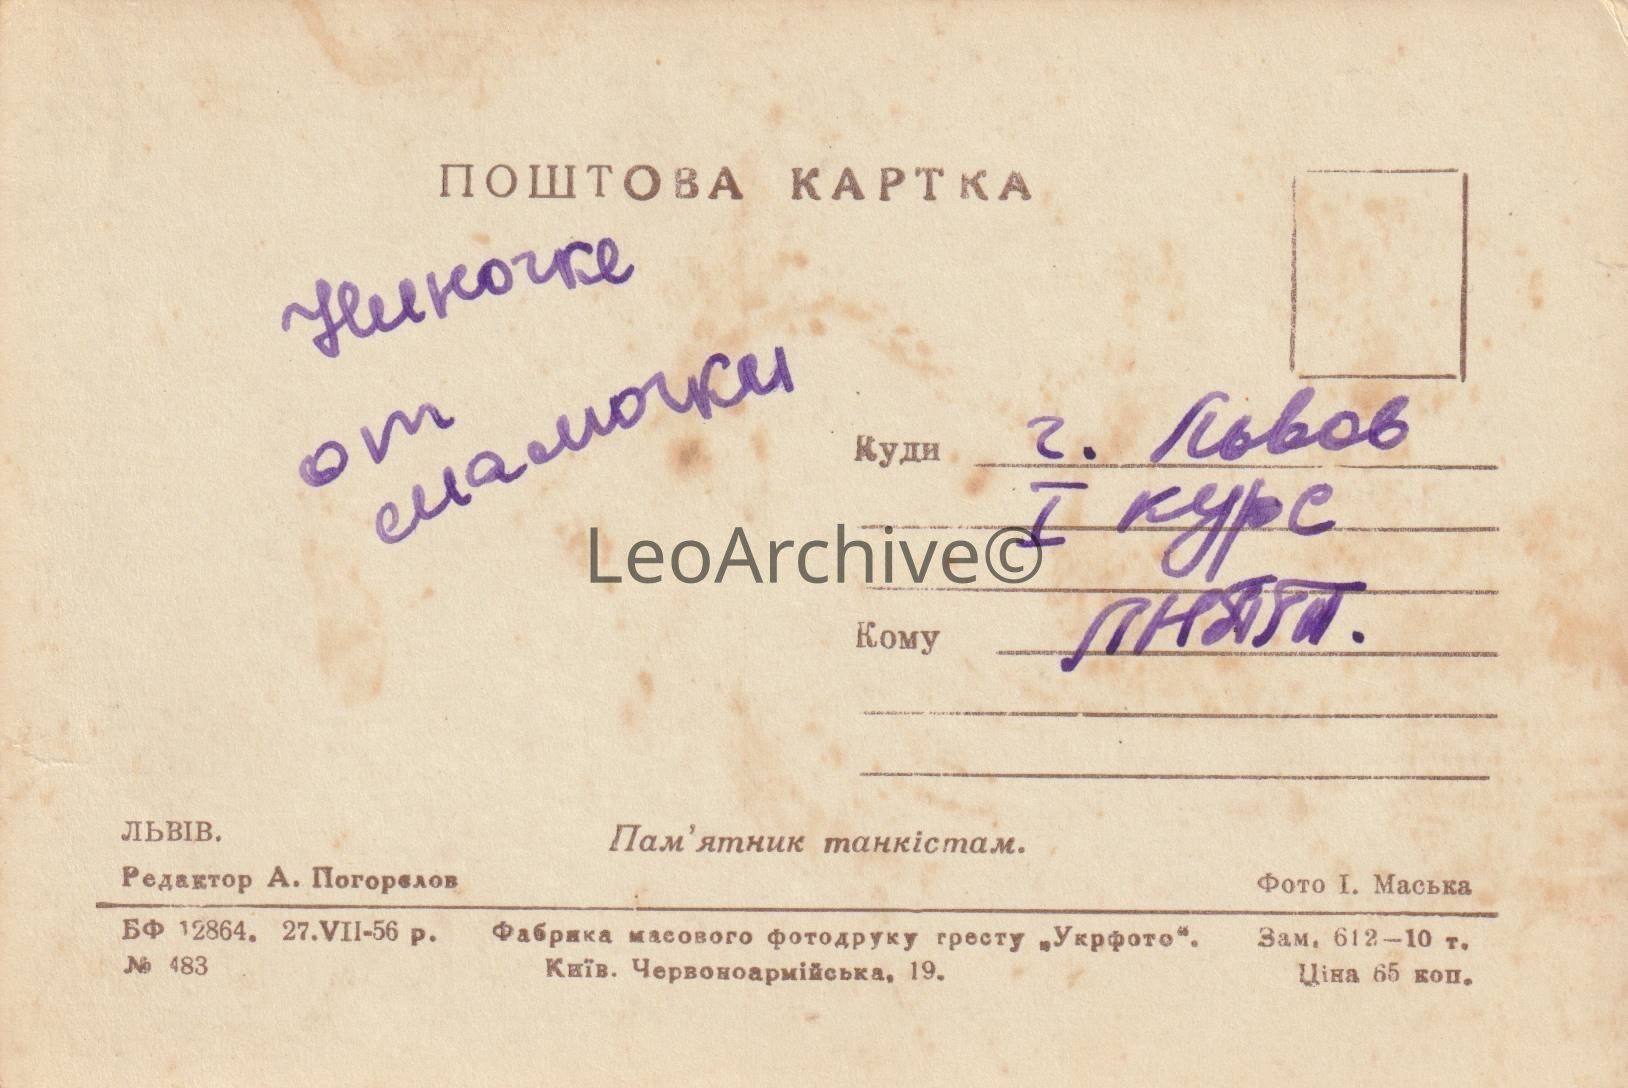 ПОШТОВА КАРТКА
Ниночке
от
мамочки
Куди г. Львов
I курс
LeoArchive©
Кому
ЛЬВІВ.
Пам'ятник танкістам.
Редактор А. Погорелов
Фото І. Маська
БФ 12864. 27.VII-56 р. Фабрика масового фотодруку тресту „Укрфото“. Зам. 612—10 т.
№ 483 Київ. Червоноармійська, 19. Ціна 65 коп.